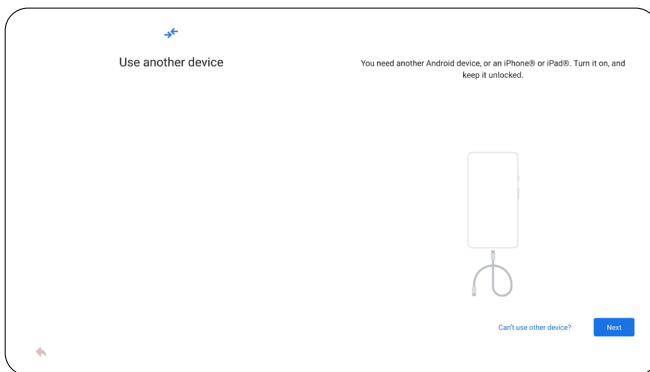 Use another device
You need another Android device, or an iPhone® or iPad®. Turn it on, and
keep it unlocked.
Can't use other device?
Next